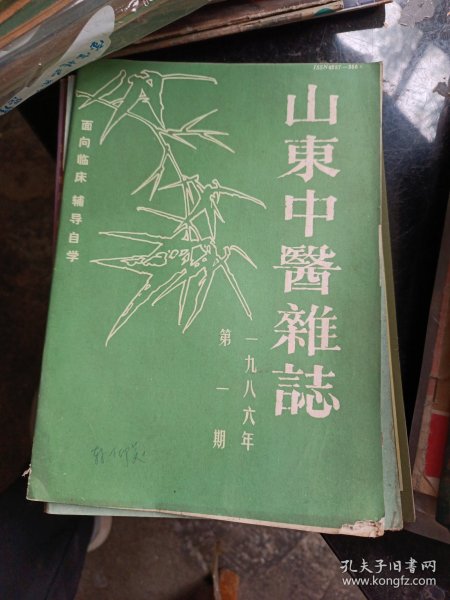 山東中醫雜誌
一九八六年
第一期
面向临床 辅导自学
孔夫子旧书网
www.kongfz.com